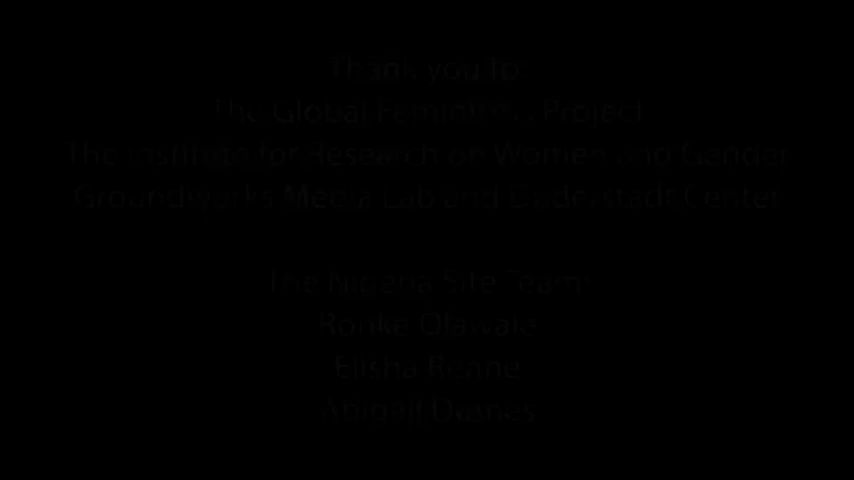 Thank you to:
The Global Feminisms Project
The Institute for Research on Women and Gender
Groundworks Media Lab and Duderstadt Center
The Nigeria Site Team:
Ronke Olawale
Elisha Renne
Abigail Dumes